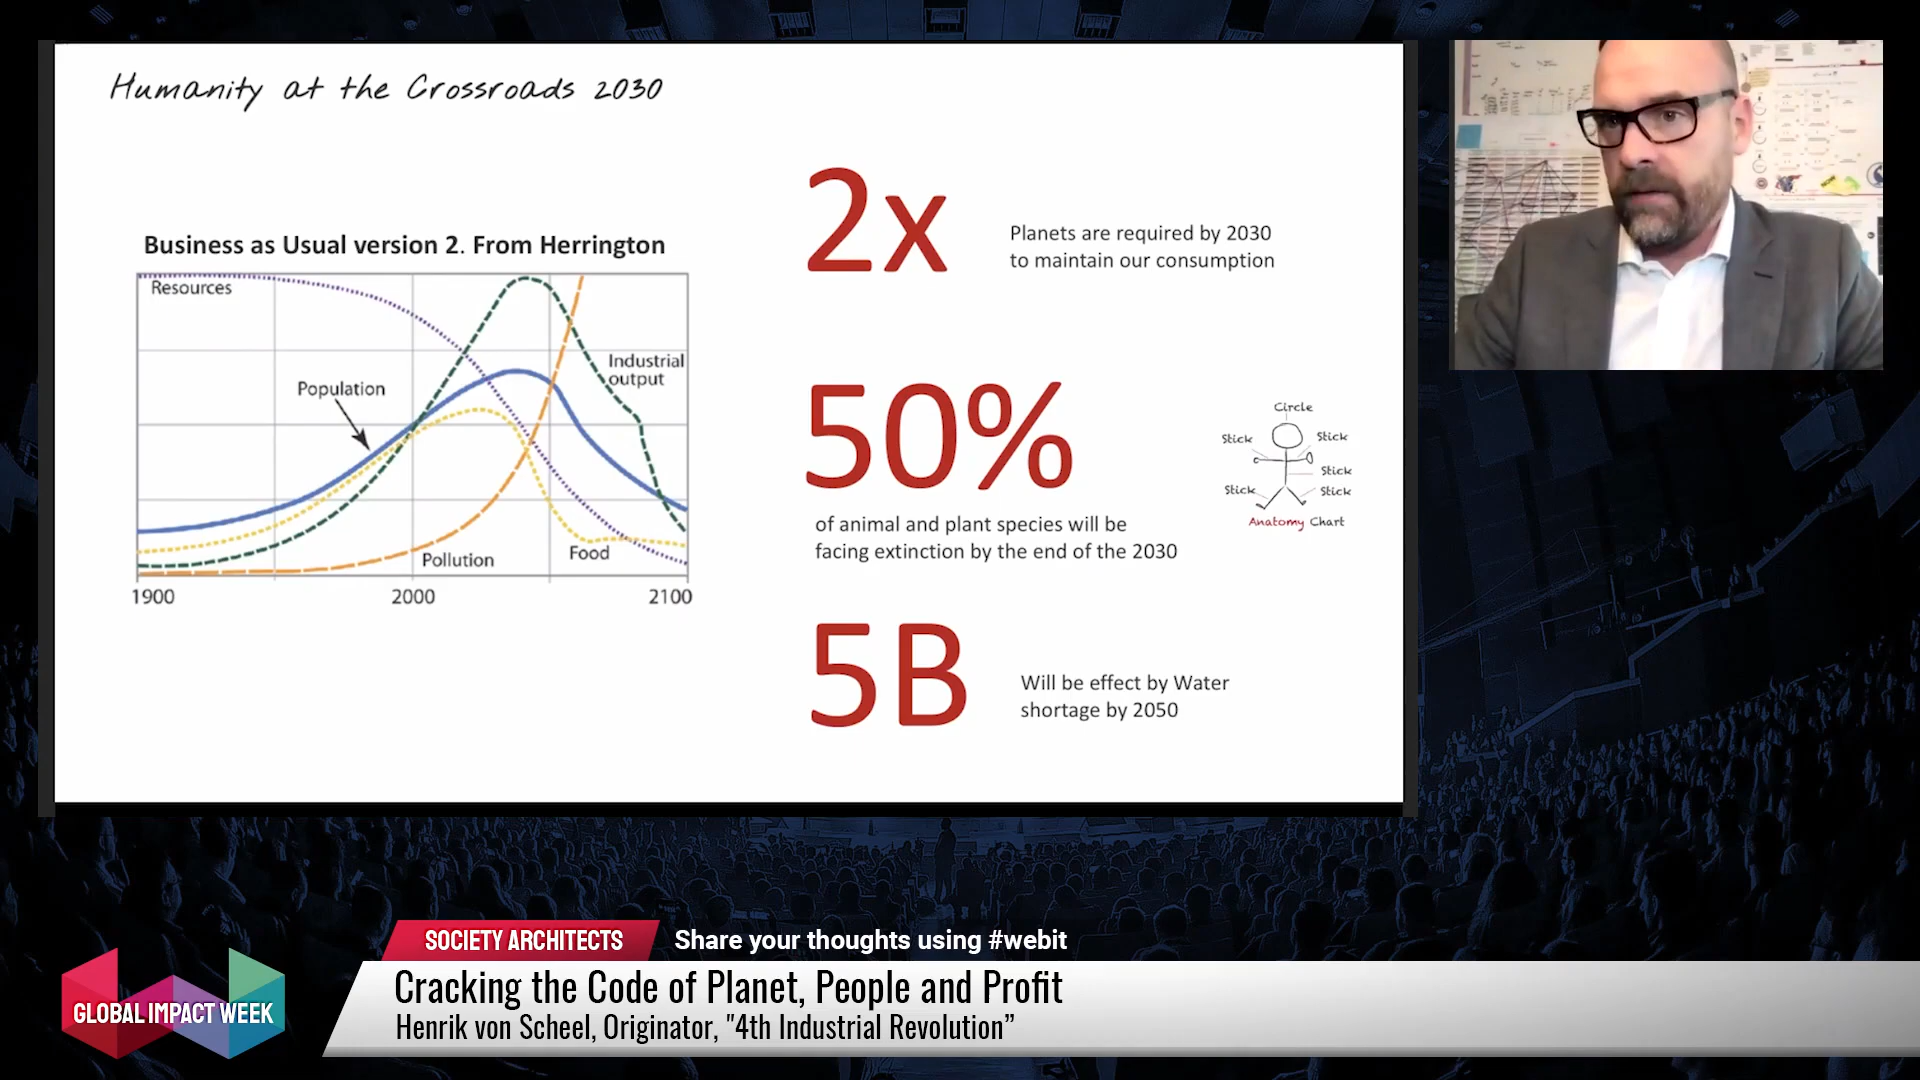 Humanity at the Crossroads 2030
Business as Usual version 2. From Herrington
Resources
Population
Industrial
output
Pollution
Food
1900
2000
2100
2x
Planets are required by 2030
to maintain our consumption
50%
of animal and plant species will be
facing extinction by the end of the 2030
Circle
Stick
Stick
Stick
Stick
Stick
Anatomy Chart
5B
Will be effect by Water
shortage by 2050
SOCIETY ARCHITECTS
Share your thoughts using #webit
GLOBAL IMPACT WEEK
Cracking the Code of Planet, People and Profit
Henrik von Scheel, Originator, "4th Industrial Revolution”